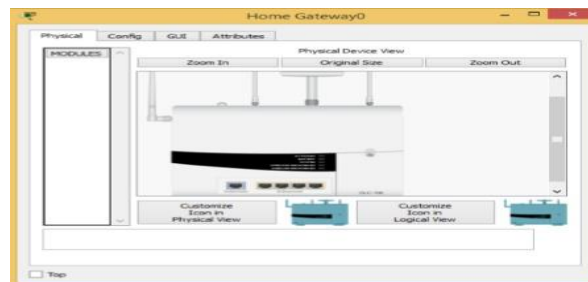 Home Gateway0
Physical Config GUI Attributes
MODULES
Physical Device View
Zoom In Original Size Zoom Out
Customize
Icon in
Physical View
Customize
Icon in
Logical View
Top